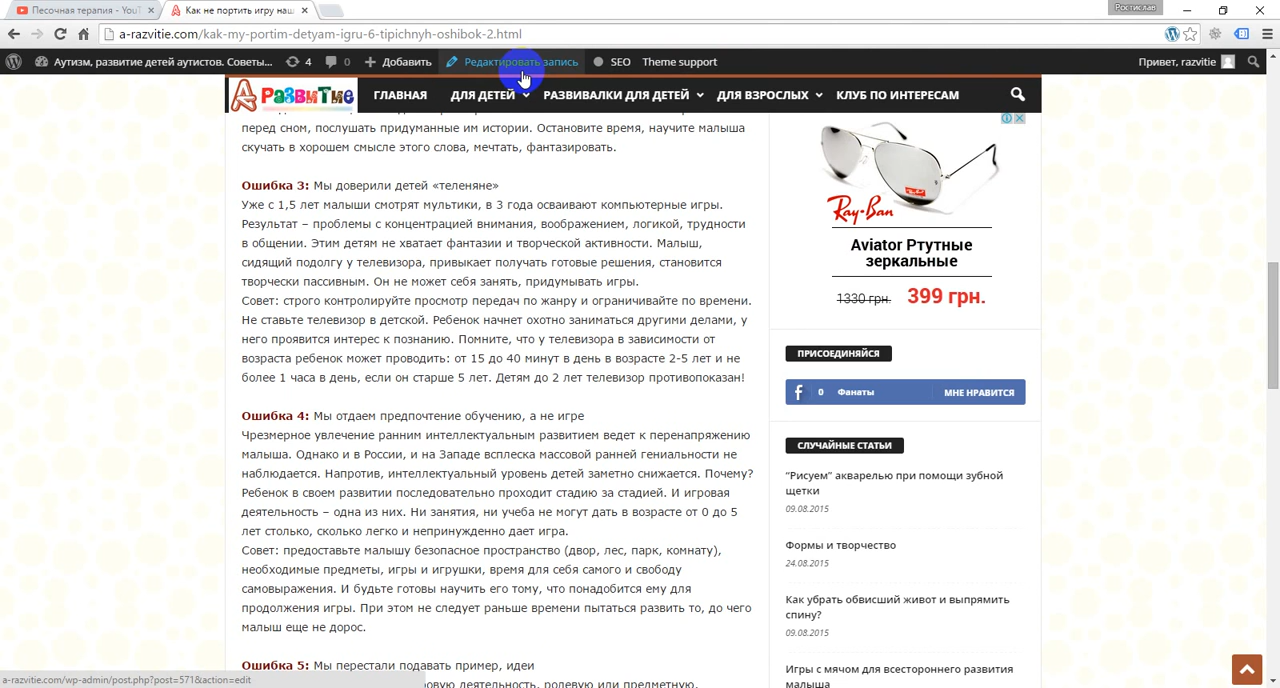 Песочная терапия - YouT
Как не портить игру наш
Ростислав
a-razvitie.com/kak-my-portim-detyam-igru-6-tipichnyh-oshibok-2.html
Аутизм, развитие детей аутистов. Советы... 4 0 Добавить Редактировать запись SEO Theme support Привет, razvitie
А РаЗВиТие ГЛАВНАЯ ДЛЯ ДЕТЕЙ РАЗВИВАЛКИ ДЛЯ ДЕТЕЙ ДЛЯ ВЗРОСЛЫХ КЛУБ ПО ИНТЕРЕСАМ
перед сном, послушать придуманные им истории. Остановите время, научите малыша
скучать в хорошем смысле этого слова, мечтать, фантазировать.
Ошибка 3: Мы доверили детей «теленяне»
Уже с 1,5 лет малыши смотрят мультики, в 3 года осваивают компьютерные игры.
Результат – проблемы с концентрацией внимания, воображением, логикой, трудности
в общении. Этим детям не хватает фантазии и творческой активности. Малыш,
сидящий подолгу у телевизора, привыкает получать готовые решения, становится
творчески пассивным. Он не может себя занять, придумывать игры.
Совет: строго контролируйте просмотр передач по жанру и ограничивайте по времени.
Не ставьте телевизор в детской. Ребенок начнет охотно заниматься другими делами, у
него проявится интерес к познанию. Помните, что у телевизора в зависимости от
возраста ребенок может проводить: от 15 до 40 минут в день в возрасте 2-5 лет и не
более 1 часа в день, если он старше 5 лет. Детям до 2 лет телевизор противопоказан!
Ошибка 4: Мы отдаем предпочтение обучению, а не игре
Чрезмерное увлечение ранним интеллектуальным развитием ведет к перенапряжению
малыша. Однако и в России, и на Западе всплеска массовой ранней гениальности не
наблюдается. Напротив, интеллектуальный уровень детей заметно снижается. Почему?
Ребенок в своем развитии последовательно проходит стадию за стадией. И игровая
деятельность – одна из них. Ни занятия, ни учеба не могут дать в возрасте от 0 до 5
лет столько, сколько легко и непринужденно дает игра.
Совет: предоставьте малышу безопасное пространство (двор, лес, парк, комнату),
необходимые предметы, игры и игрушки, время для себя самого и свободу
самовыражения. И будьте готовы научить его тому, что понадобится ему для
продолжения игры. При этом не следует раньше времени пытаться развить то, до чего
малыш еще не дорос.
Ошибка 5: Мы перестали подавать пример, идеи
деятельность, ролевую или предметную,
Ray-Ban
Aviator Ртутные
зеркальные
1330 грн. 399 грн.
ПРИСОЕДИНЯЙСЯ
0 Фанаты МНЕ НРАВИТСЯ
СЛУЧАЙНЫЕ СТАТЬИ
“Рисуем” акварелью при помощи зубной
щетки
09.08.2015
Формы и творчество
24.08.2015
Как убрать обвисший живот и выпрямить
спину?
09.08.2015
Игры с мячом для всестороннего развития
малыша
a-razvitie.com/wp-admin/post.php?post=571&action=edit